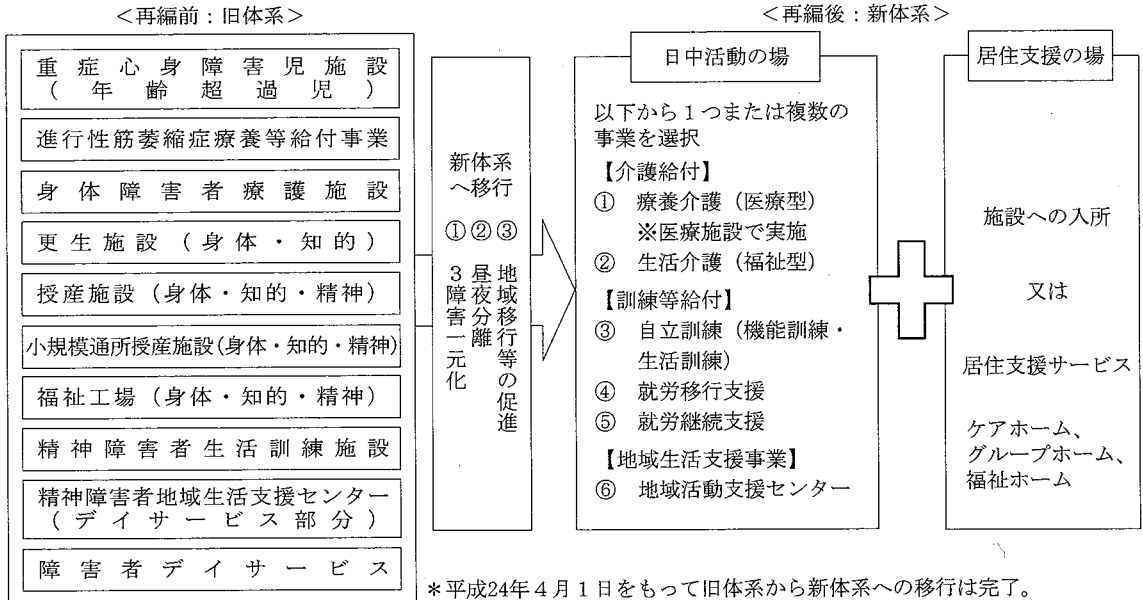 <再編前：旧体系>
重症心身障害児施設
(年齢超過児)
進行性筋萎縮症療養等給付事業
身体障害者療護施設
更生施設(身体・知的)
授産施設(身体・知的・精神)
小規模通所授産施設(身体・知的・精神)
福祉工場(身体・知的・精神)
精神障害者生活訓練施設
精神障害者地域生活支援センター
(デイサービス部分)
障害者デイサービス
新体系
へ移行
①3障害一元化
②昼夜分離
③地域移行等の促進
<再編後：新体系>
日中活動の場
以下から1つまたは複数の
事業を選択
【介護給付】
① 療養介護(医療型)
※医療施設で実施
② 生活介護(福祉型)
【訓練等給付】
③ 自立訓練(機能訓練・
生活訓練)
④ 就労移行支援
⑤ 就労継続支援
【地域生活支援事業】
⑥ 地域活動支援センター
居住支援の場
施設への入所
又は
居住支援サービス
ケアホーム、
グループホーム、
福祉ホーム
*平成24年4月1日をもって旧体系から新体系への移行は完了。